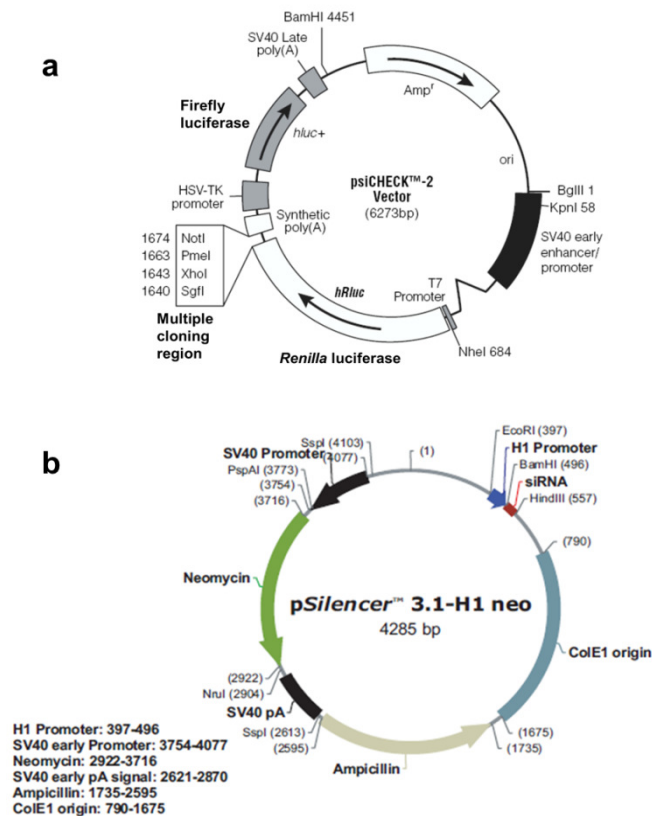 a
BamHI 4451
SV40 Late
poly(A)
Ampʳ
Firefly
luciferase
hluc+
ori
psiCHECK™-2
Vector
(6273bp)
BglII 1
KpnI 58
HSV-TK
promoter
Synthetic
poly(A)
SV40 early
enhancer/
promoter
1674 NotI
1663 PmeI
1643 XhoI
1640 SgfI
T7
Promoter
hRluc
Multiple
cloning
region
NheI 684
Renilla luciferase
b
SspI (4103)
SV40 Promoter
(4077)
(1)
EcoRI (397)
H1 Promoter
PspAI (3773)
BamHI (496)
(3754)
siRNA
(3716)
HindIII (557)
(790)
Neomycin
pSilencer™ 3.1-H1 neo
4285 bp
ColE1 origin
(2922)
NruI (2904)
SV40 pA
SspI (2613)
(2595)
(1675)
(1735)
Ampicillin
H1 Promoter: 397-496
SV40 early Promoter: 3754-4077
Neomycin: 2922-3716
SV40 early pA signal: 2621-2870
Ampicillin: 1735-2595
ColE1 origin: 790-1675